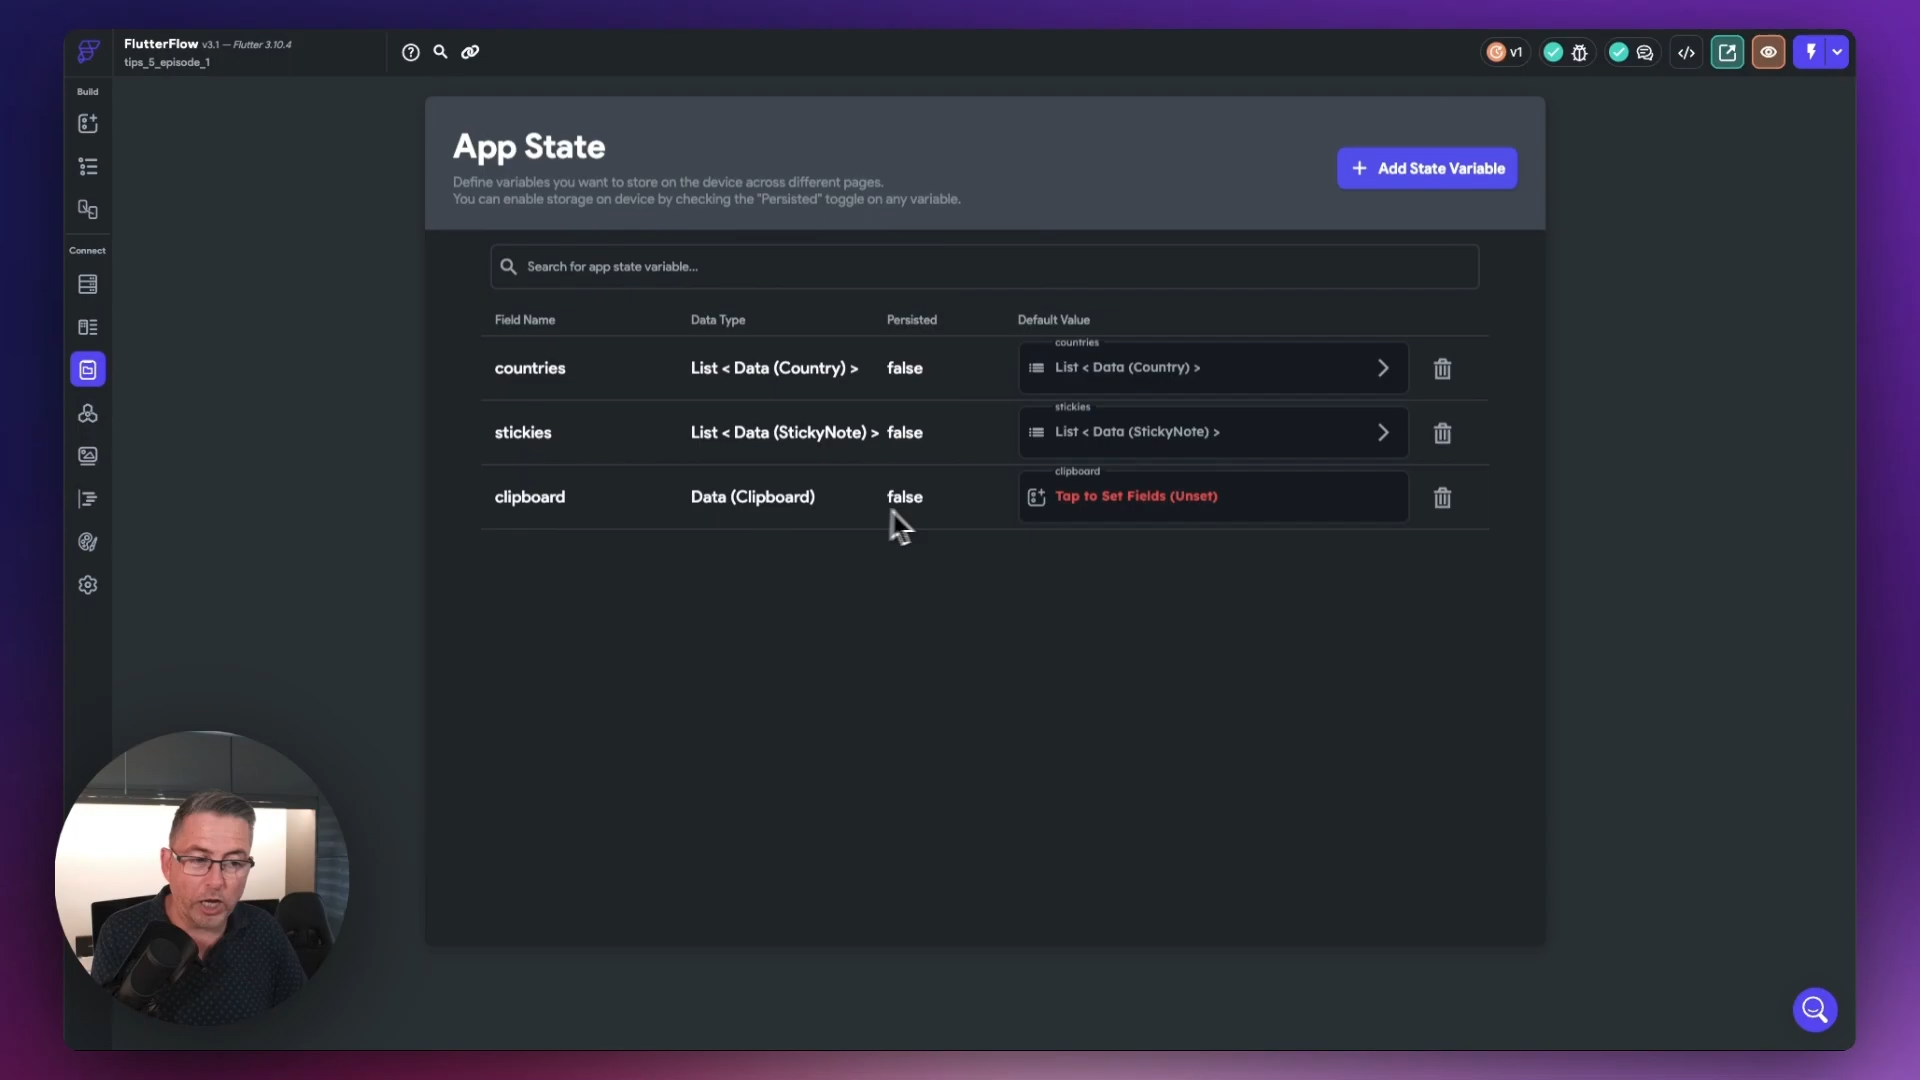 FlutterFlow v3.1 — Flutter 3.10.4
tips_5_episode_1
v1
Build
Connect
App State
Define variables you want to store on the device across different pages.
You can enable storage on device by checking the "Persisted" toggle on any variable.
+ Add State Variable
Search for app state variable...
Field Name Data Type Persisted Default Value
countries
countries List < Data (Country) > false List < Data (Country) >
stickies
stickies List < Data (StickyNote) > false List < Data (StickyNote) >
clipboard
clipboard Data (Clipboard) false Tap to Set Fields (Unset)